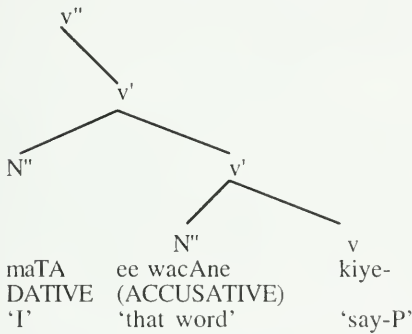 v"
v'
N" v'
N" v
maTA ee wacAne kiye-
DATIVE (ACCUSATIVE)
‘I’ ‘that word’ ‘say-P’